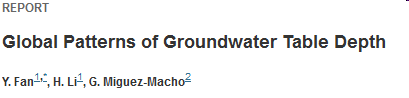 REPORT
Global Patterns of Groundwater Table Depth
Y. Fan1,*, H. Li1, G. Miguez-Macho2